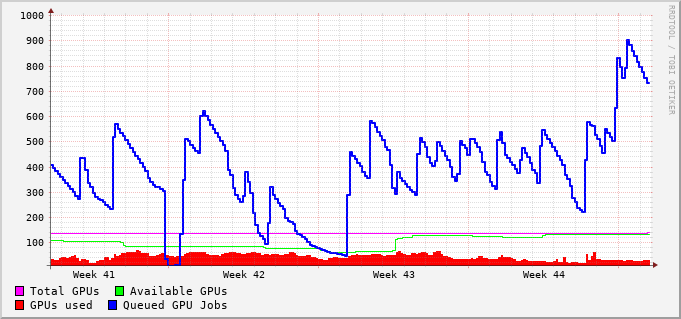 1000
900
800
700
600
500
400
300
200
100
Week 41 Week 42 Week 43 Week 44
Total GPUs Available GPUs
GPUs used Queued GPU Jobs
RRDTOOL / TOBI OETIKER